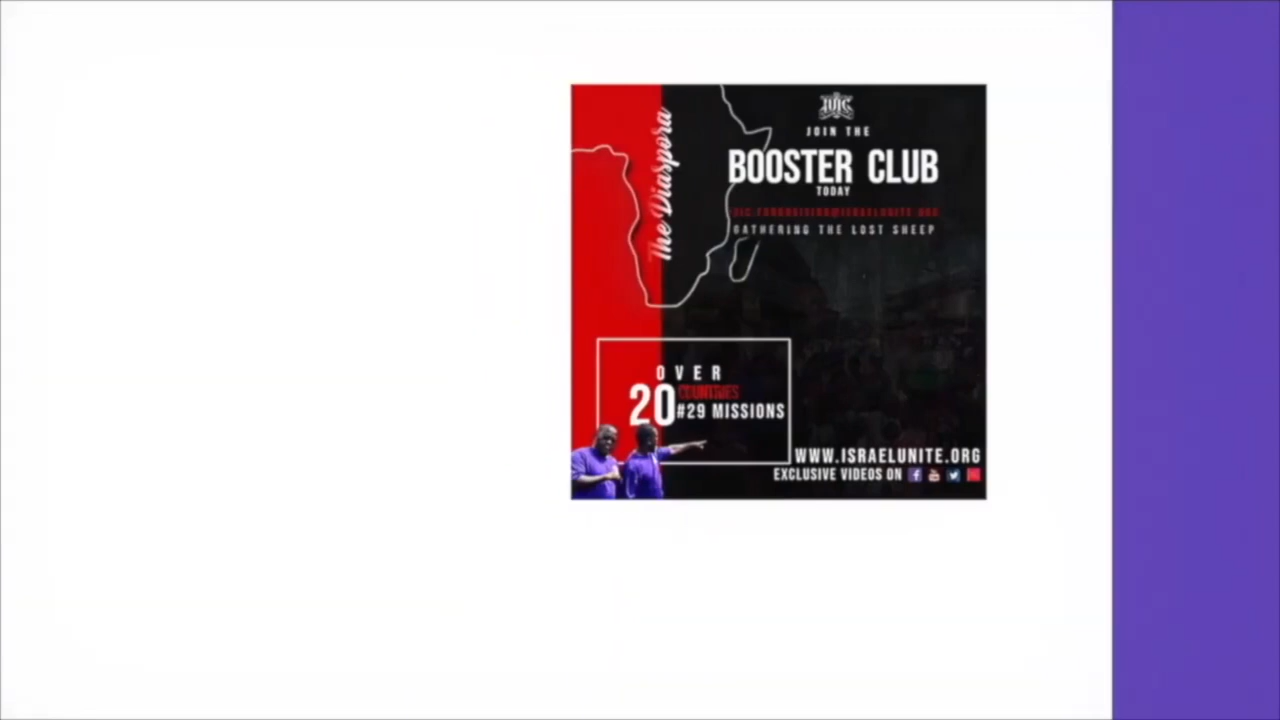 IUIC
JOIN THE
BOOSTER CLUB
TODAY
GATHERING THE LOST SHEEP
The Diaspora
OVER
20 COUNTRIES
#29 MISSIONS
WWW.ISRAELUNITE.ORG
EXCLUSIVE VIDEOS ON